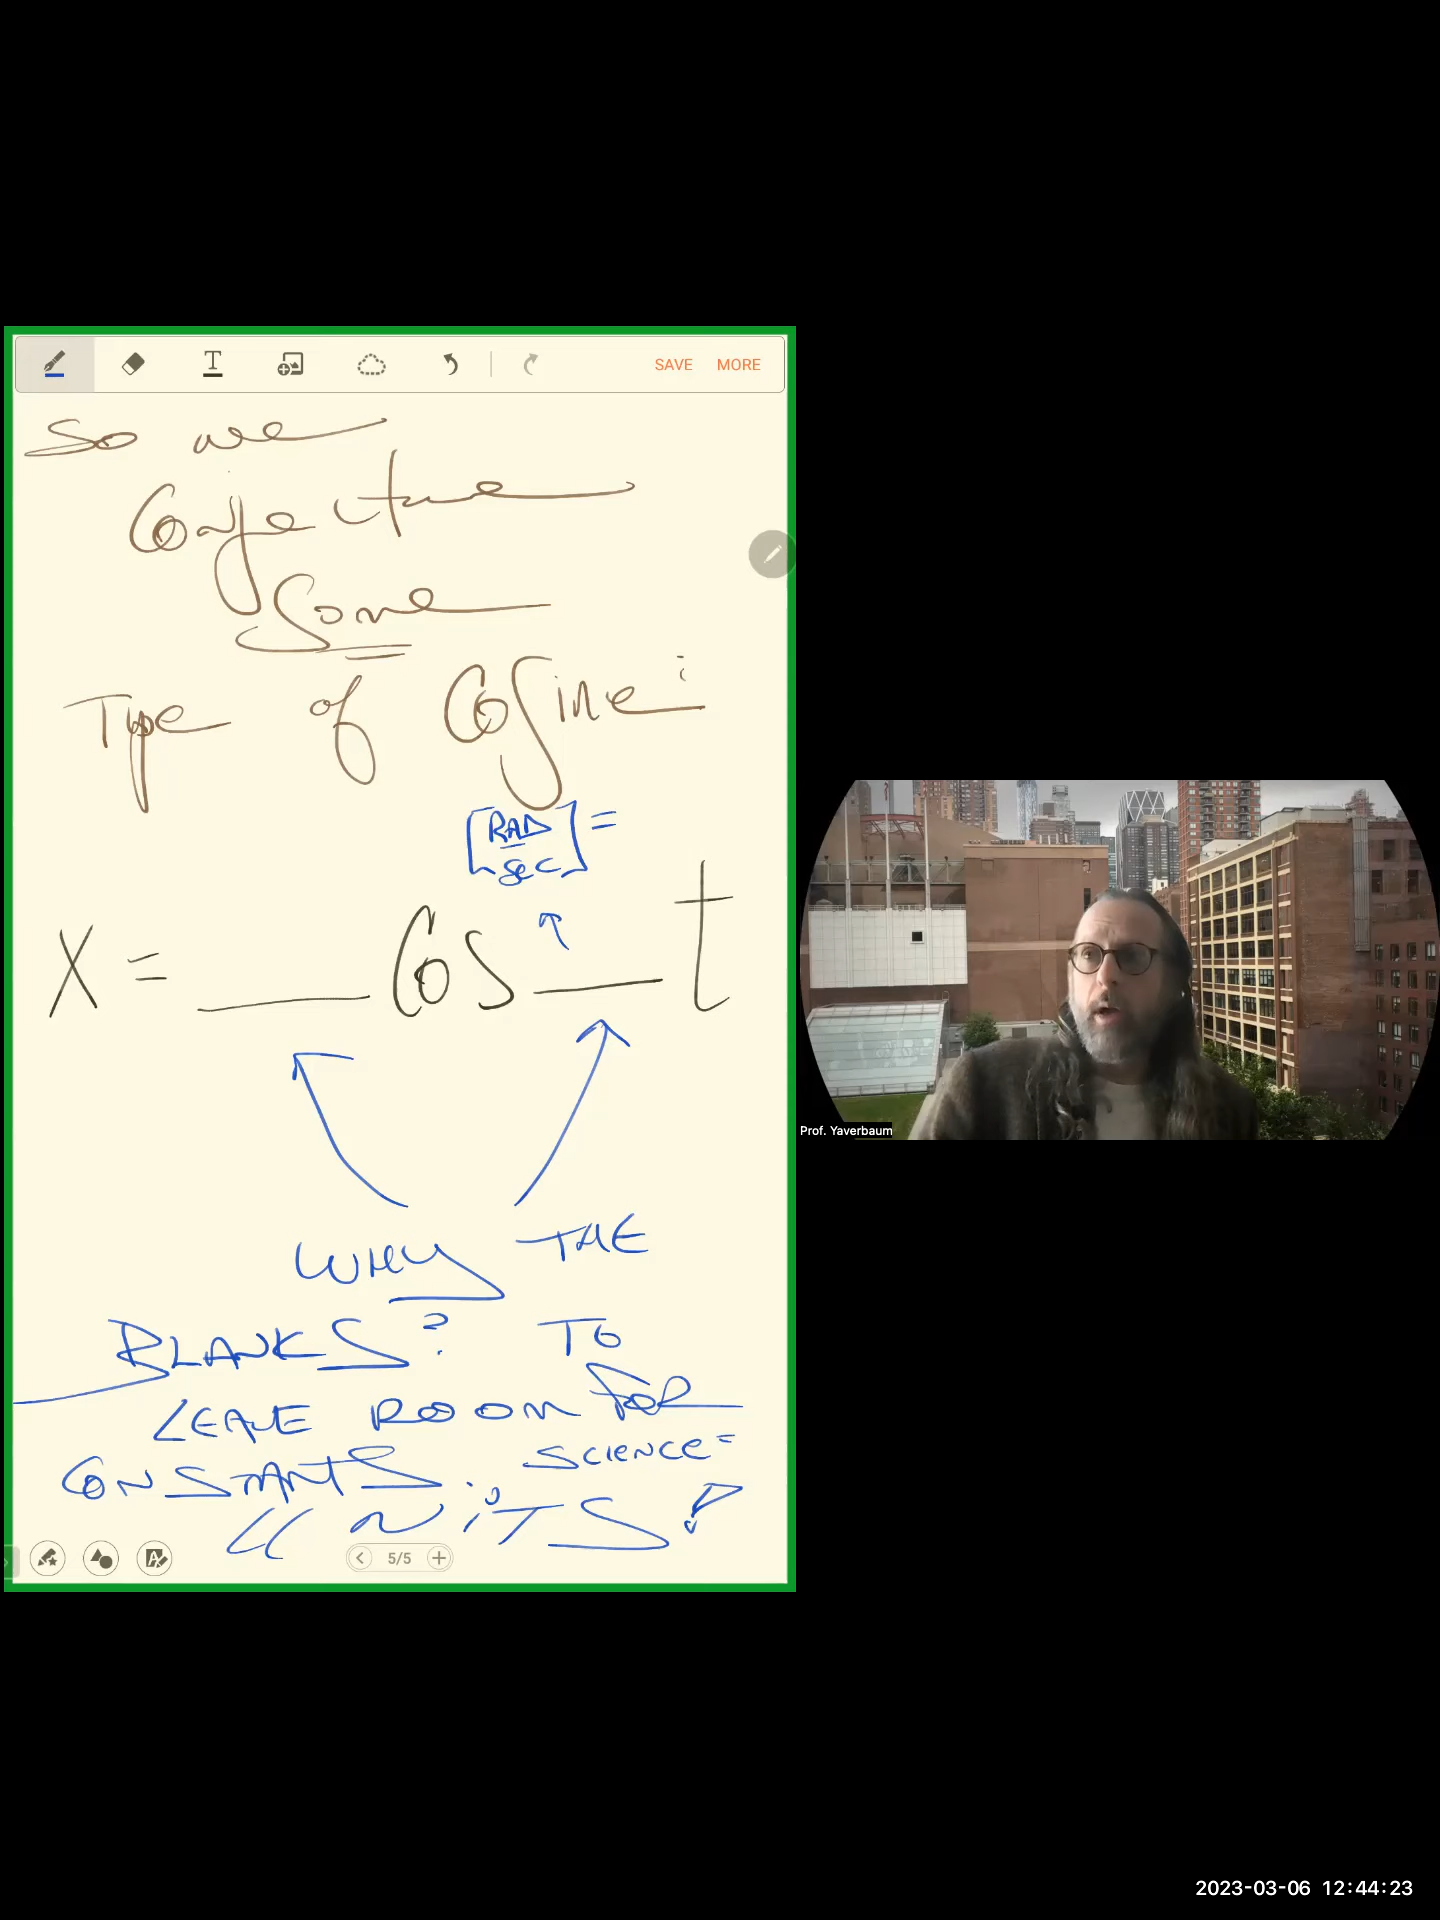 T
SAVE
MORE
So we
Conjecture
Some
Type of Cosine:
[RAD
sec] =
x = ___ Cos ___ t
WHY THE
BLANKS? TO
LEAVE ROOM FOR
CONSTANTS. SCIENCE =
UNiTS!
A
5/5
Prof. Yaverbaum
2023-03-06 12:44:23